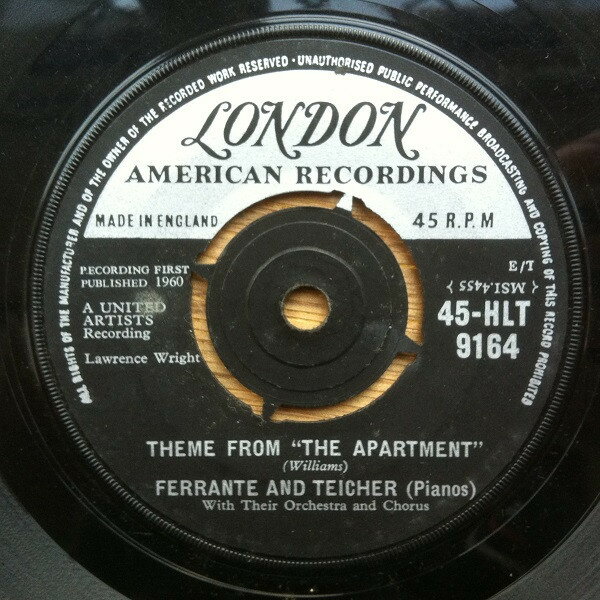 ALL RIGHTS OF THE MANUFACTURER AND OF THE OWNER OF THE RECORDED WORK RESERVED · UNAUTHORISED PUBLIC PERFORMANCE BROADCASTING AND COPYING OF THIS RECORD PROHIBITED
LONDON
AMERICAN RECORDINGS
MADE IN ENGLAND
45 R.P.M
RECORDING FIRST
PUBLISHED 1960
L/3
{ MSI.4455 }
A UNITED
ARTISTS
Recording
45-HLT
9164
Lawrence Wright
THEME FROM "THE APARTMENT"
(Williams)
FERRANTE AND TEICHER (Pianos)
With Their Orchestra and Chorus